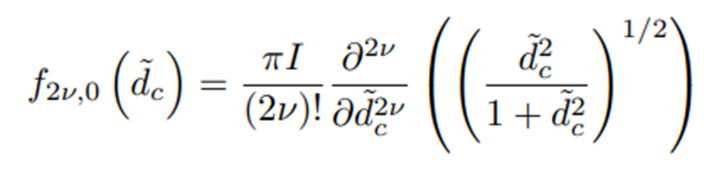 f_{2\nu,0}\left(\tilde{d}_c\right) = \frac{\pi I}{(2\nu)!} \frac{\partial^{2\nu}}{\partial \tilde{d}_c^{2\nu}} \left( \left( \frac{\tilde{d}_c^2}{1 + \tilde{d}_c^2} \right)^{1/2} \right)